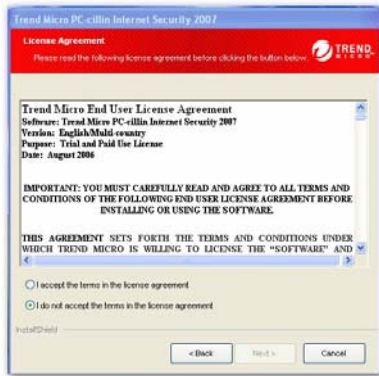 Trend Micro PC-cillin Internet Security 2007
License Agreement
Please read the following license agreement before clicking the button below.
TREND
MICRO
Trend Micro End User License Agreement
Software: Trend Micro PC-cillin Internet Security 2007
Version: English/Multi-country
Purpose: Trial and Paid Use License
Date: August 2006
IMPORTANT: YOU MUST CAREFULLY READ AND AGREE TO ALL TERMS AND
CONDITIONS OF THE FOLLOWING END USER LICENSE AGREEMENT BEFORE
INSTALLING OR USING THE SOFTWARE.
THIS AGREEMENT SETS FORTH THE TERMS AND CONDITIONS UNDER
WHICH TREND MICRO IS WILLING TO LICENSE THE "SOFTWARE" AND
I accept the terms in the license agreement
I do not accept the terms in the license agreement
InstallShield
< Back
Next >
Cancel